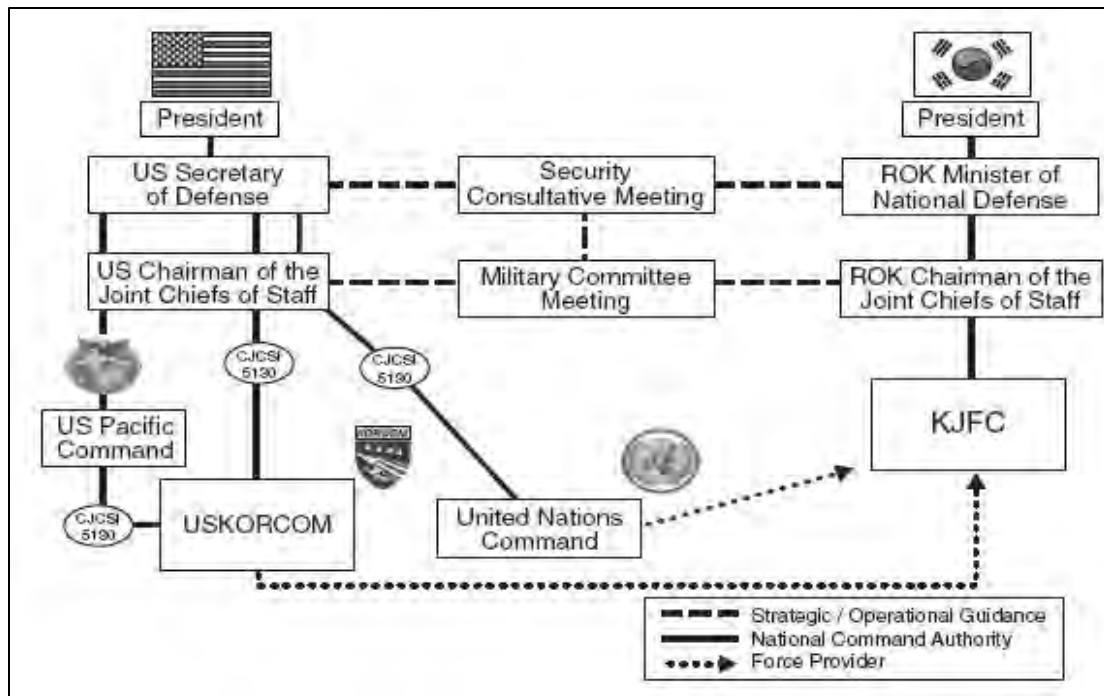 President
President
US Secretary
of Defense
Security
Consultative Meeting
ROK Minister of
National Defense
US Chairman of the
Joint Chiefs of Staff
Military Committee
Meeting
ROK Chairman of the
Joint Chiefs of Staff
CJCSI
5130
CJCSI
5130
US Pacific
Command
KORCOM
KJFC
CJCSI
5130
USKORCOM
United Nations
Command
Strategic / Operational Guidance
National Command Authority
Force Provider